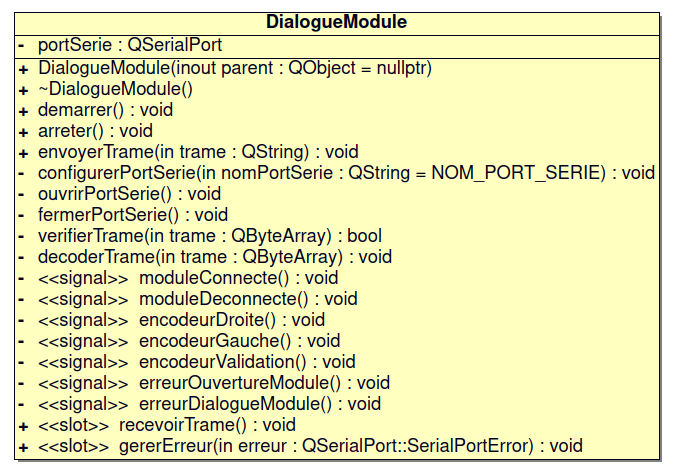 DialogueModule
- portSerie : QSerialPort
+ DialogueModule(inout parent : QObject = nullptr)
+ ~DialogueModule()
+ demarrer() : void
+ arreter() : void
+ envoyerTrame(in trame : QString) : void
- configurerPortSerie(in nomPortSerie : QString = NOM_PORT_SERIE) : void
- ouvrirPortSerie() : void
- fermerPortSerie() : void
- verifierTrame(in trame : QByteArray) : bool
- decoderTrame(in trame : QByteArray) : void
- <<signal>> moduleConnecte() : void
- <<signal>> moduleDeconnecte() : void
- <<signal>> encodeurDroite() : void
- <<signal>> encodeurGauche() : void
- <<signal>> encodeurValidation() : void
- <<signal>> erreurOuvertureModule() : void
- <<signal>> erreurDialogueModule() : void
+ <<slot>> recevoirTrame() : void
+ <<slot>> gererErreur(in erreur : QSerialPort::SerialPortError) : void